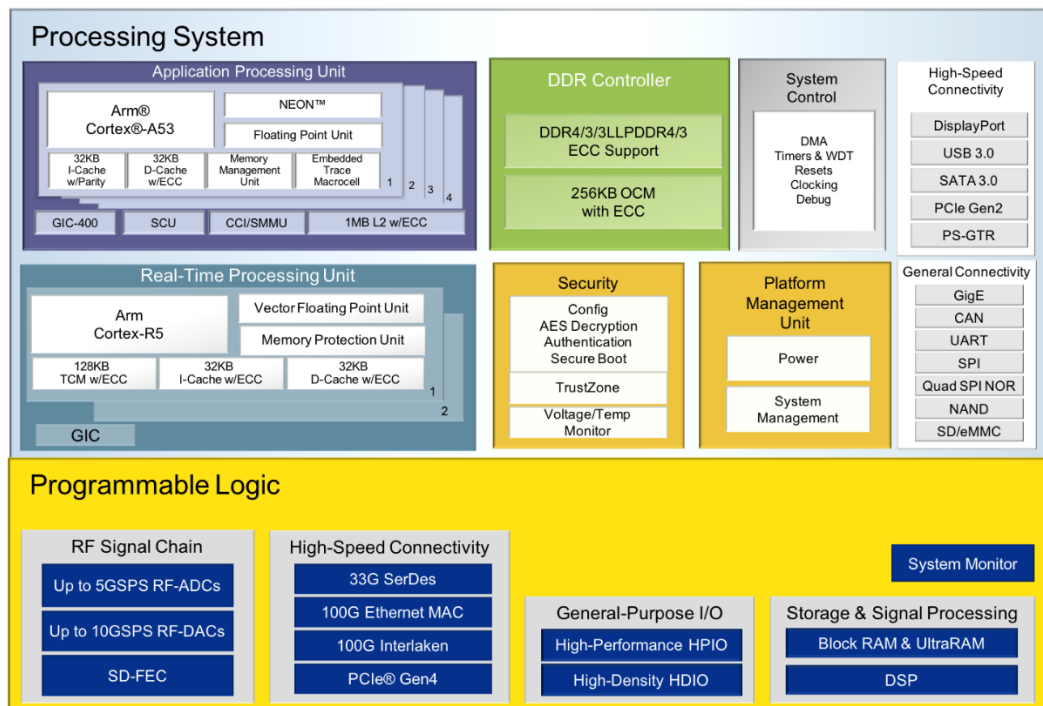 Processing System
Application Processing Unit
Arm®
Cortex®-A53
NEON™
Floating Point Unit
32KB
I-Cache
w/Parity
32KB
D-Cache
w/ECC
Memory
Management
Unit
Embedded
Trace
Macrocell
1
2
3
4
GIC-400
SCU
CCI/SMMU
1MB L2 w/ECC
DDR Controller
DDR4/3/3LLPDDR4/3
ECC Support
256KB OCM
with ECC
System
Control
DMA
Timers & WDT
Resets
Clocking
Debug
High-Speed
Connectivity
DisplayPort
USB 3.0
SATA 3.0
PCIe Gen2
PS-GTR
Real-Time Processing Unit
Arm
Cortex-R5
Vector Floating Point Unit
Memory Protection Unit
128KB
TCM w/ECC
32KB
I-Cache w/ECC
32KB
D-Cache w/ECC
1
2
GIC
Security
Config
AES Decryption
Authentication
Secure Boot
TrustZone
Voltage/Temp
Monitor
Platform
Management
Unit
Power
System
Management
General Connectivity
GigE
CAN
UART
SPI
Quad SPI NOR
NAND
SD/eMMC
Programmable Logic
RF Signal Chain
Up to 5GSPS RF-ADCs
Up to 10GSPS RF-DACs
SD-FEC
High-Speed Connectivity
33G SerDes
100G Ethernet MAC
100G Interlaken
PCIe® Gen4
General-Purpose I/O
High-Performance HPIO
High-Density HDIO
System Monitor
Storage & Signal Processing
Block RAM & UltraRAM
DSP